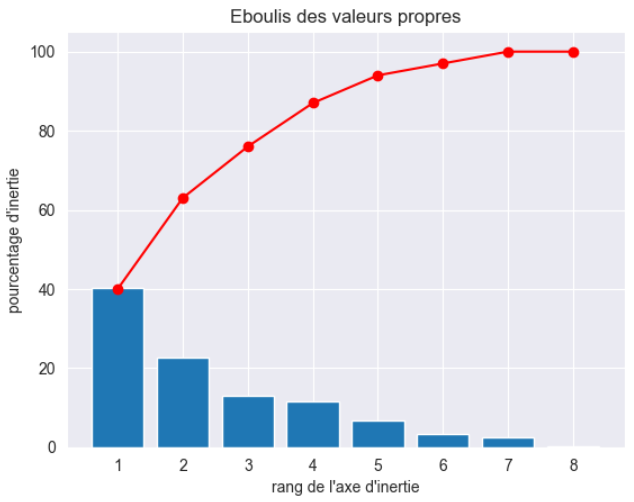 Eboulis des valeurs propres
100
80
60
40
20
0
pourcentage d'inertie
1 2 3 4 5 6 7 8
rang de l'axe d'inertie